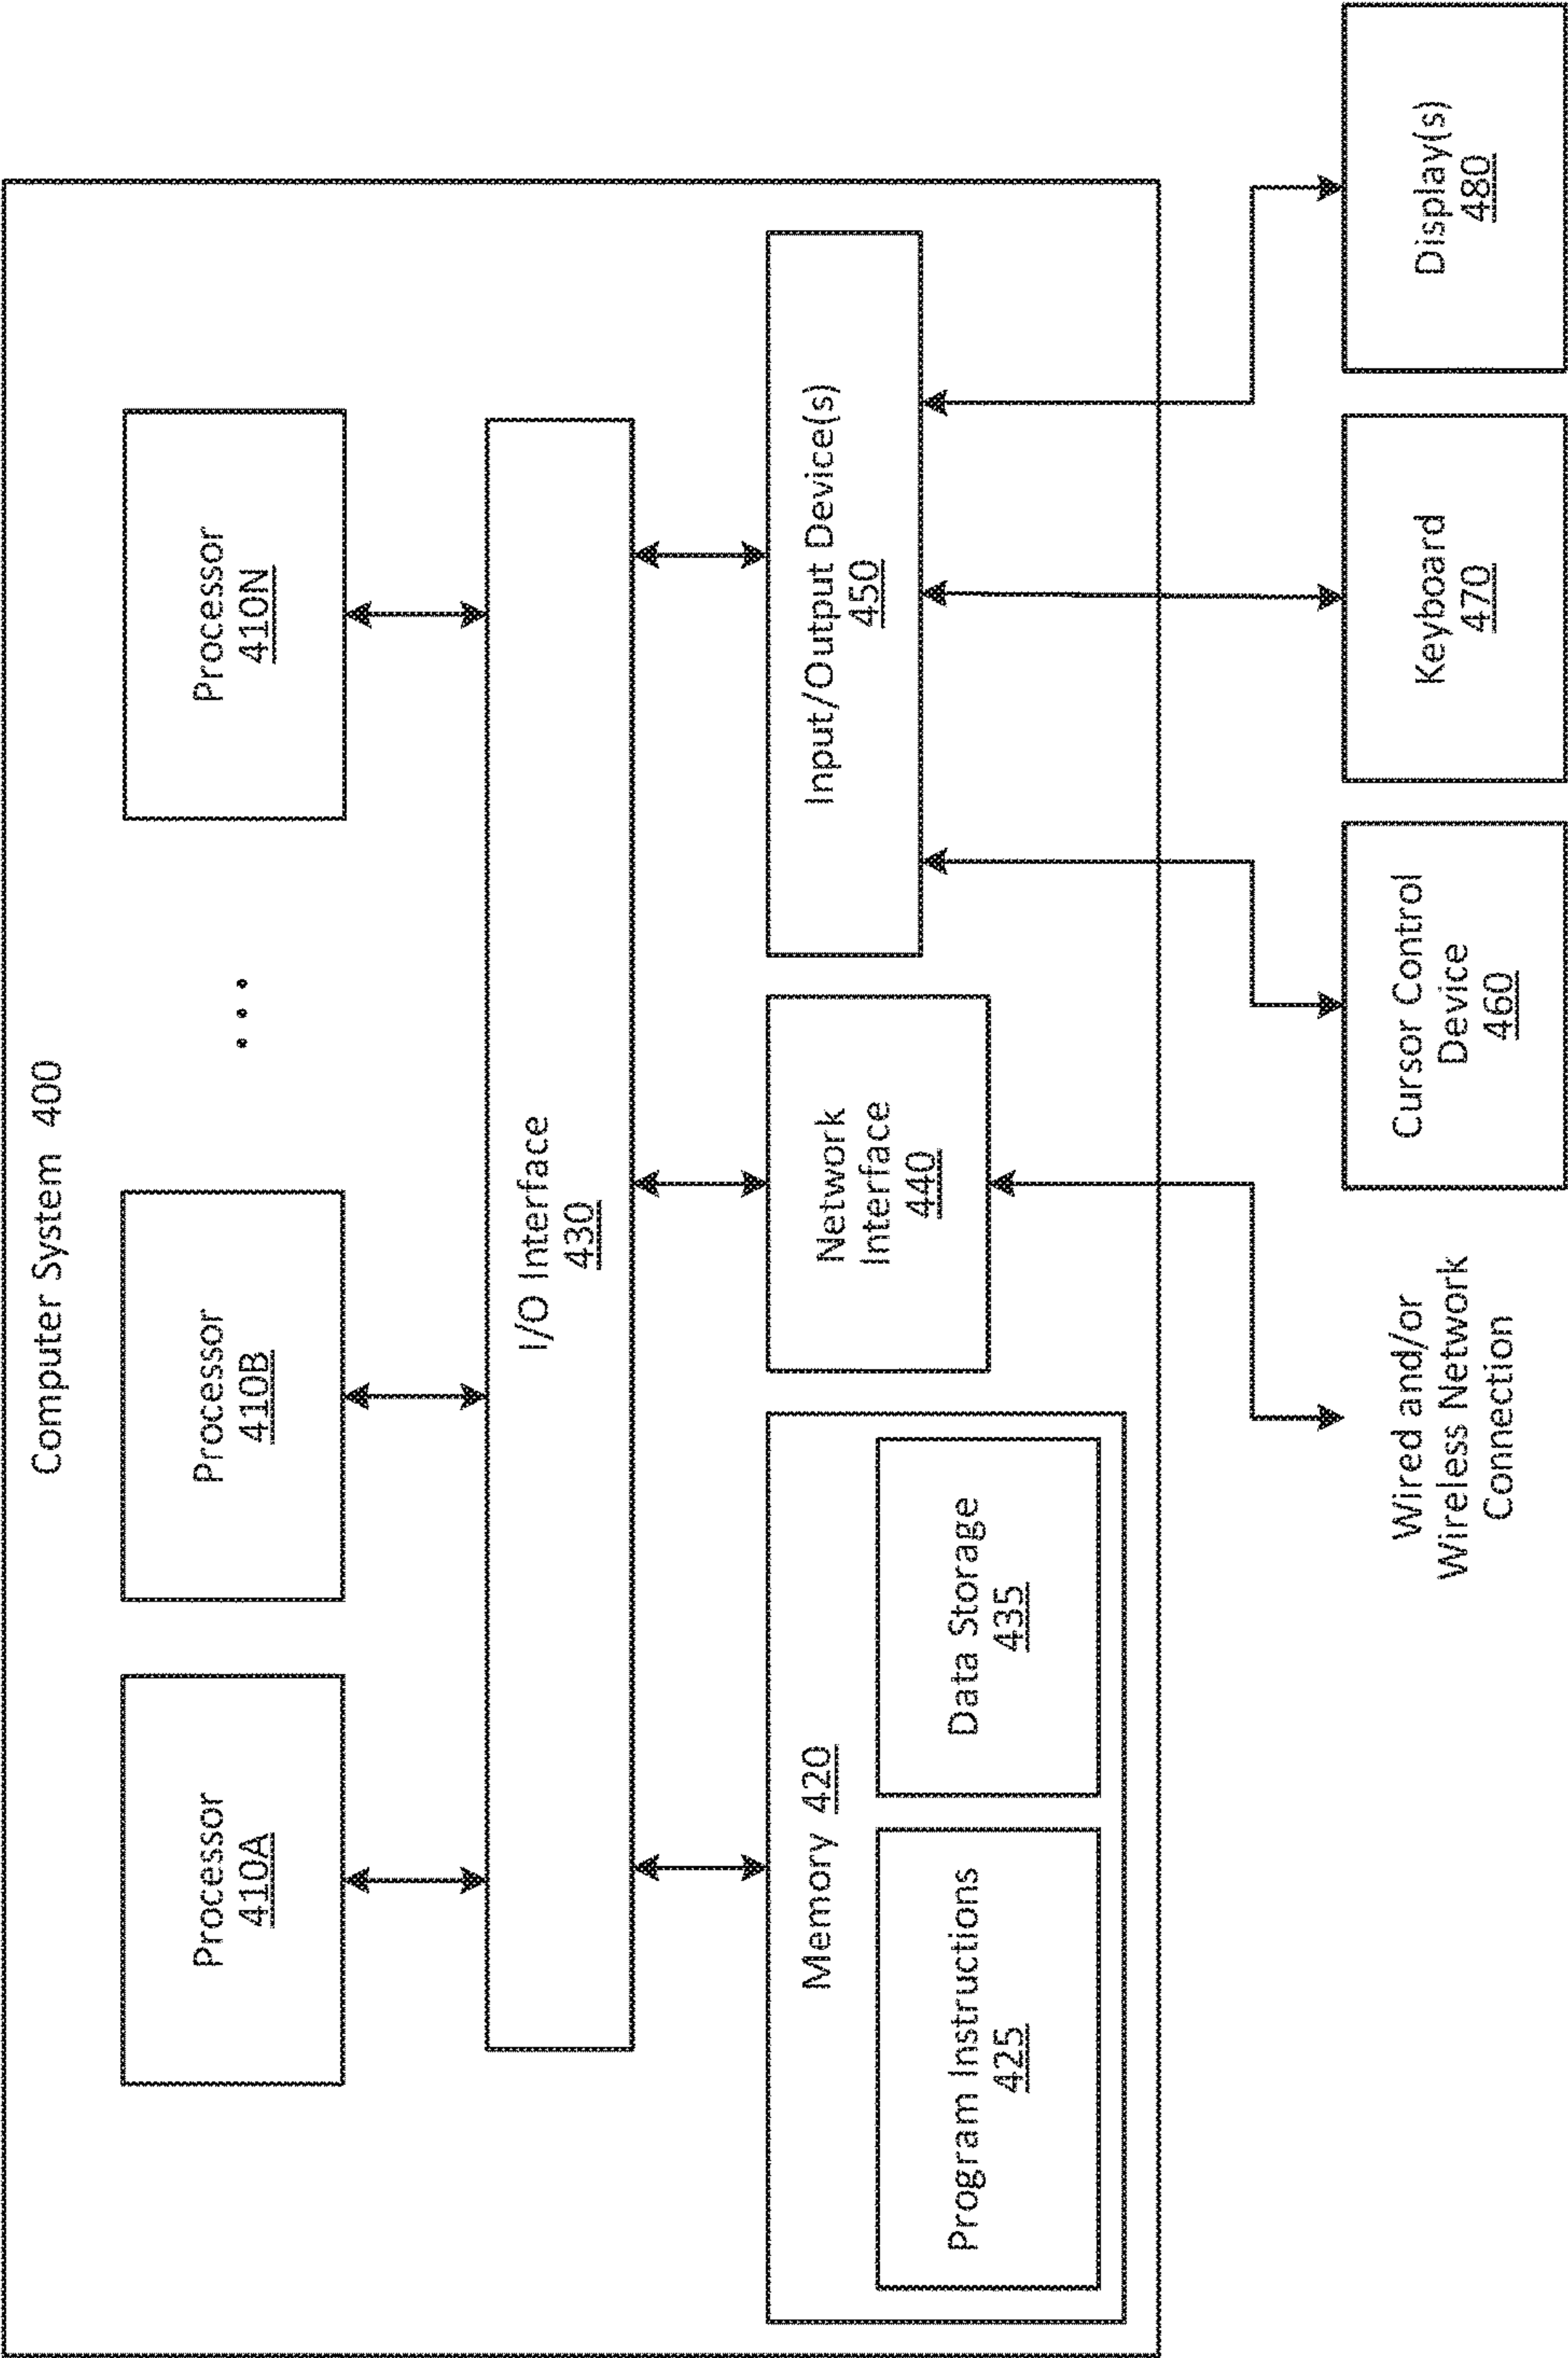 Computer System 400
Processor
410A
Processor
410B
. . .
Processor
410N
I/O Interface
430
Memory 420
Program Instructions
425
Data Storage
435
Network
Interface
440
Input/Output Device(s)
450
Wired and/or
Wireless Network
Connection
Cursor Control
Device
460
Keyboard
470
Display(s)
480